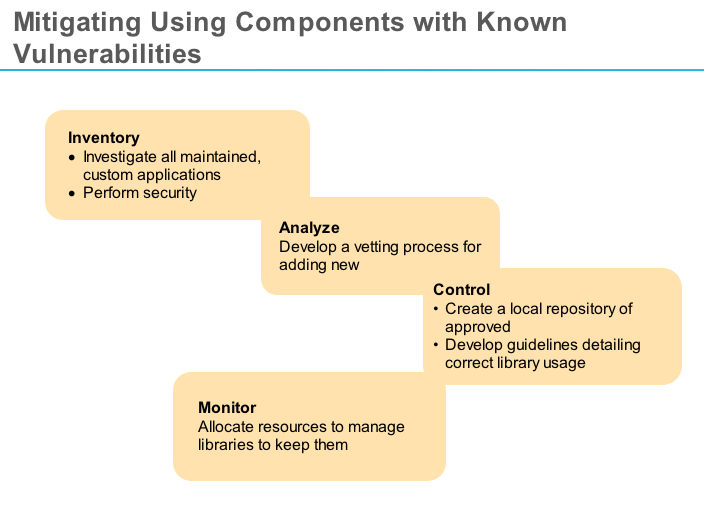 Mitigating Using Components with Known
Vulnerabilities
Inventory
• Investigate all maintained,
custom applications
• Perform security
Analyze
Develop a vetting process for
adding new
Control
• Create a local repository of
approved
• Develop guidelines detailing
correct library usage
Monitor
Allocate resources to manage
libraries to keep them